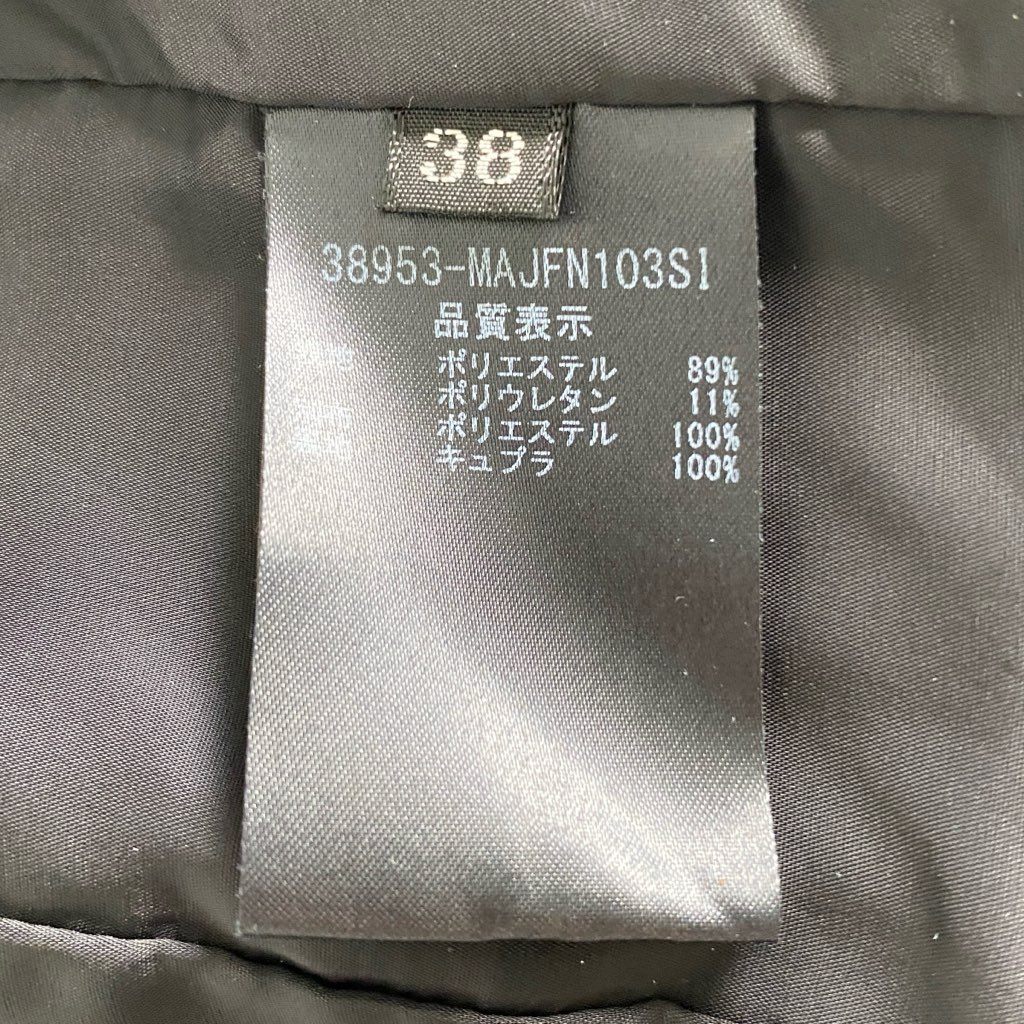 38
38953-MAJFN103SI
品質表示
ポリエステル 89%
ポリウレタン 11%
ポリエステル 100%
キュプラ 100%